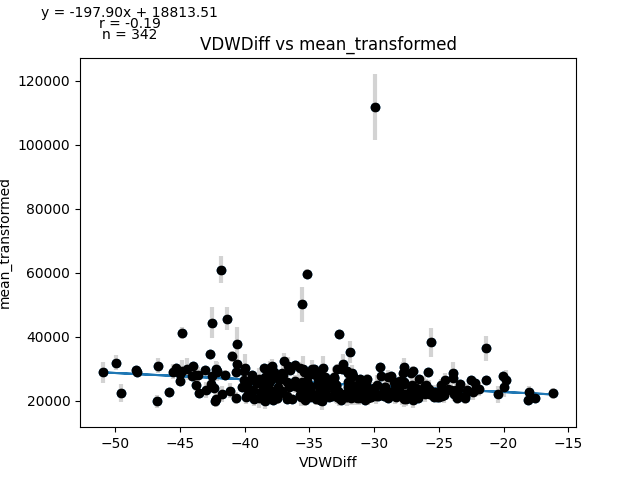 y = -197.90x + 18813.51
r = -0.19
n = 342
VDWDiff vs mean_transformed
120000
100000
80000
60000
40000
20000
mean_transformed
−50
−45
−40
−35
−30
−25
−20
−15
VDWDiff